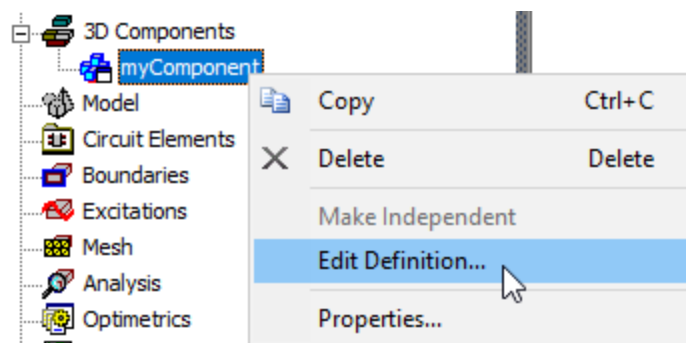 3D Components
myComponent
Model
Circuit Elements
Boundaries
Excitations
Mesh
Analysis
Optimetrics
Copy Ctrl+C
Delete Delete
Make Independent
Edit Definition...
Properties...